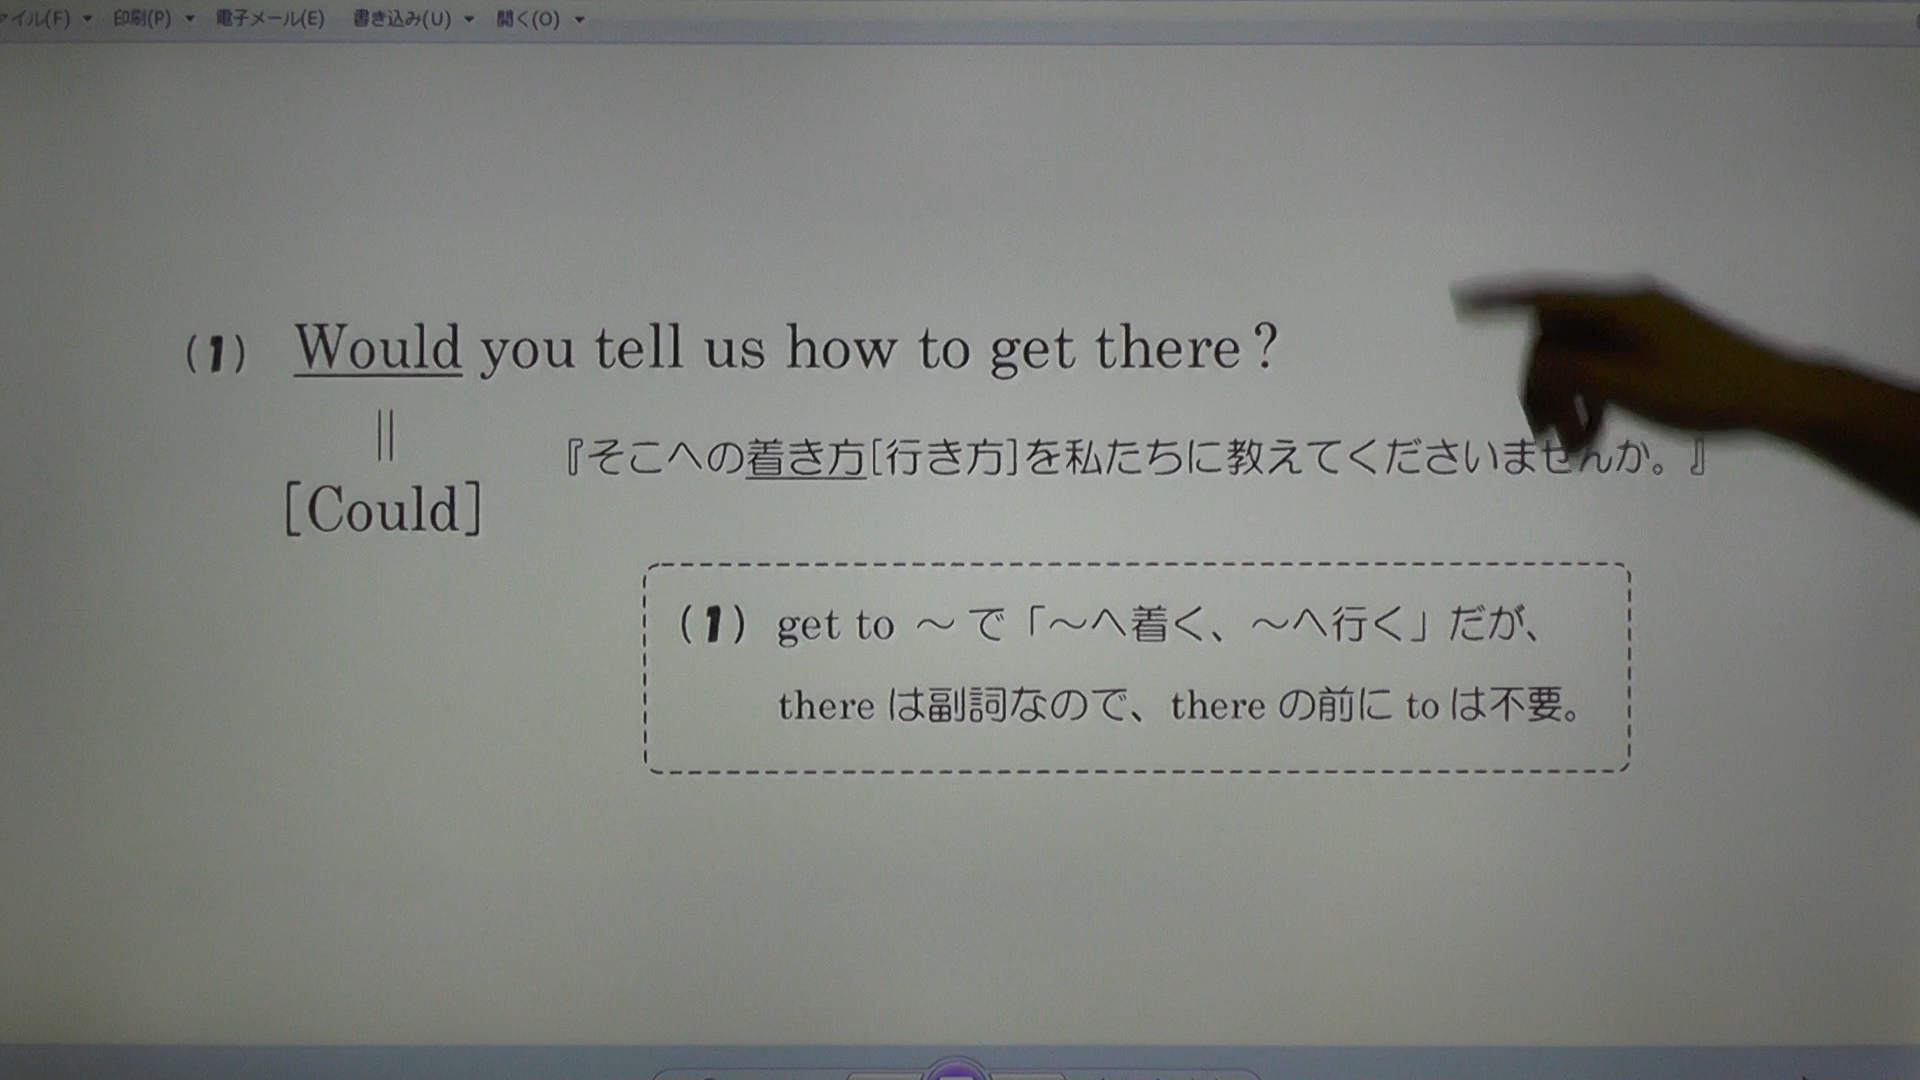 ァイル(F) 印刷(P) 電子メール(E) 書き込み(U) 開く(O)
(1) Would you tell us how to get there?
||
『そこへの着き方[行き方]を私たちに教えてくださいませんか。』
[Could]
(1) get to ～で「～へ着く、～へ行く」だが、
there は副詞なので、there の前に to は不要。